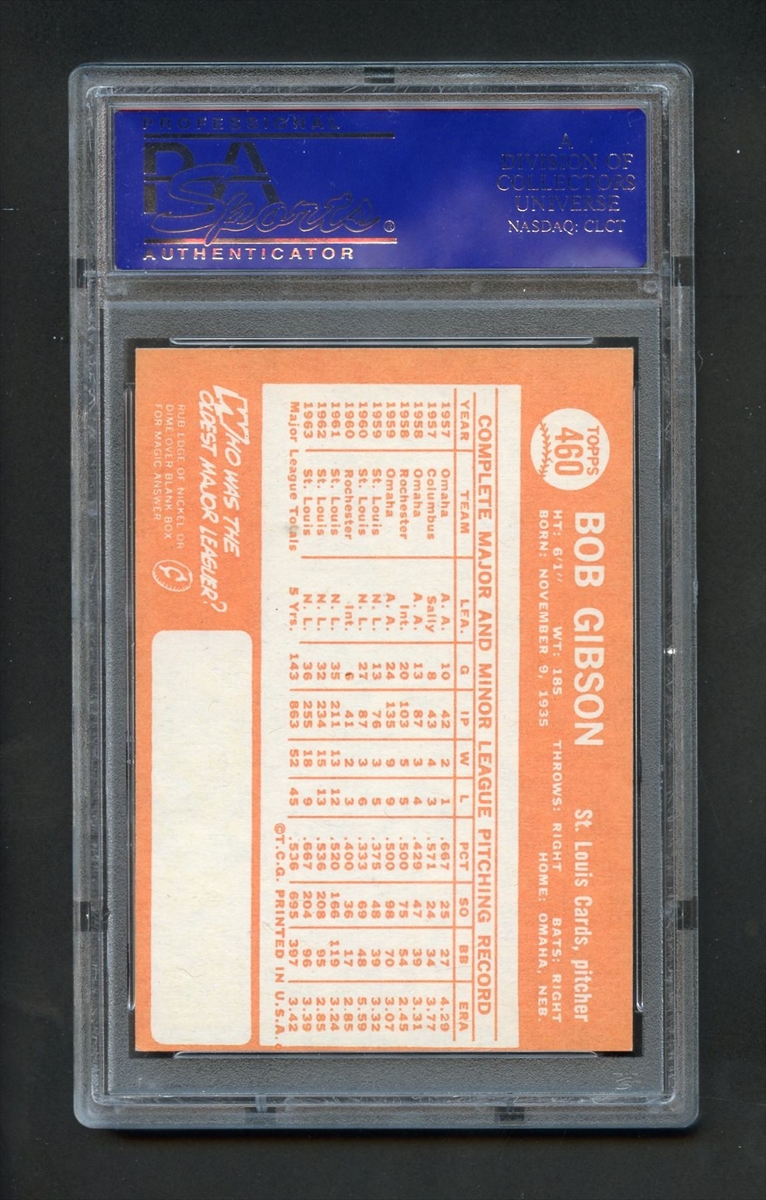 PROFESSIONAL
PSA
Sports®
AUTHENTICATOR
A
DIVISION OF
COLLECTORS
UNIVERSE
NASDAQ: CLCT
TOPPS
460
BOB GIBSON St. Louis Cards, pitcher
HT: 6'1" WT: 185 THROWS: RIGHT BATS: RIGHT
BORN: NOVEMBER 9, 1935 HOME: OMAHA, NEB.
COMPLETE MAJOR AND MINOR LEAGUE PITCHING RECORD
YEAR TEAM LEA. G IP W L PCT SO BB ERA
1957 Omaha A. A. 10 42 2 1 .667 25 27 4.29
1957 Columbus Sally 8 43 4 3 .571 24 34 3.77
1958 Omaha A. A. 13 87 3 4 .429 47 39 3.31
1958 Rochester Int. 20 103 5 5 .500 75 54 2.45
1959 Omaha A. A. 24 135 9 9 .500 98 70 3.07
1959 St. Louis N. L. 13 76 3 5 .375 48 39 3.32
1960 St. Louis N. L. 27 87 3 6 .333 69 48 5.59
1960 Rochester Int. 6 41 2 3 .400 36 17 2.85
1961 St. Louis N. L. 35 211 13 12 .520 166 119 3.24
1962 St. Louis N. L. 32 234 15 13 .536 208 95 2.85
1963 St. Louis N. L. 36 255 18 9 .667 204 96 3.39
Major League Totals 5 Yrs. 143 863 52 45 .536 695 397 3.42
©T.C.G. PRINTED IN U.S.A.
WHO WAS THE
OLDEST MAJOR LEAGUER?
RUB EDGE OF NICKEL OR
DIME OVER BLANK BOX
FOR MAGIC ANSWER